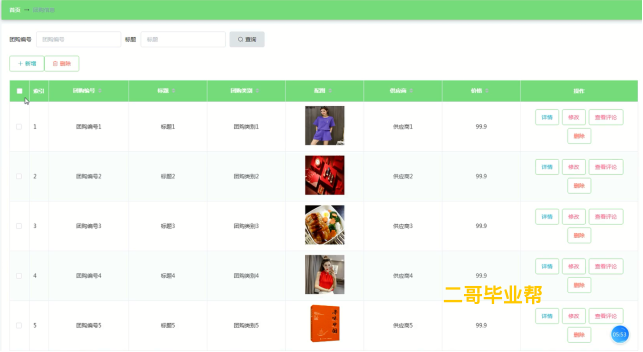 首页
团购编号 团购编号 标题 标题 查询
新增 删除
索引 团购编号 标题 团购类别 配图 供应商 价格 操作
1 团购编号1 标题1 团购类别1 供应商1 99.9 详情 修改 查看评论
删除
2 团购编号2 标题2 团购类别2 供应商2 99.9 详情 修改 查看评论
删除
3 团购编号3 标题3 团购类别3 供应商3 99.9 详情 修改 查看评论
删除
4 团购编号4 标题4 团购类别4 供应商4 99.9 详情 修改 查看评论
删除
二哥毕业帮
5 团购编号5 标题5 团购类别5 供应商5 99.9 详情 修改 查看评论
删除
05:53